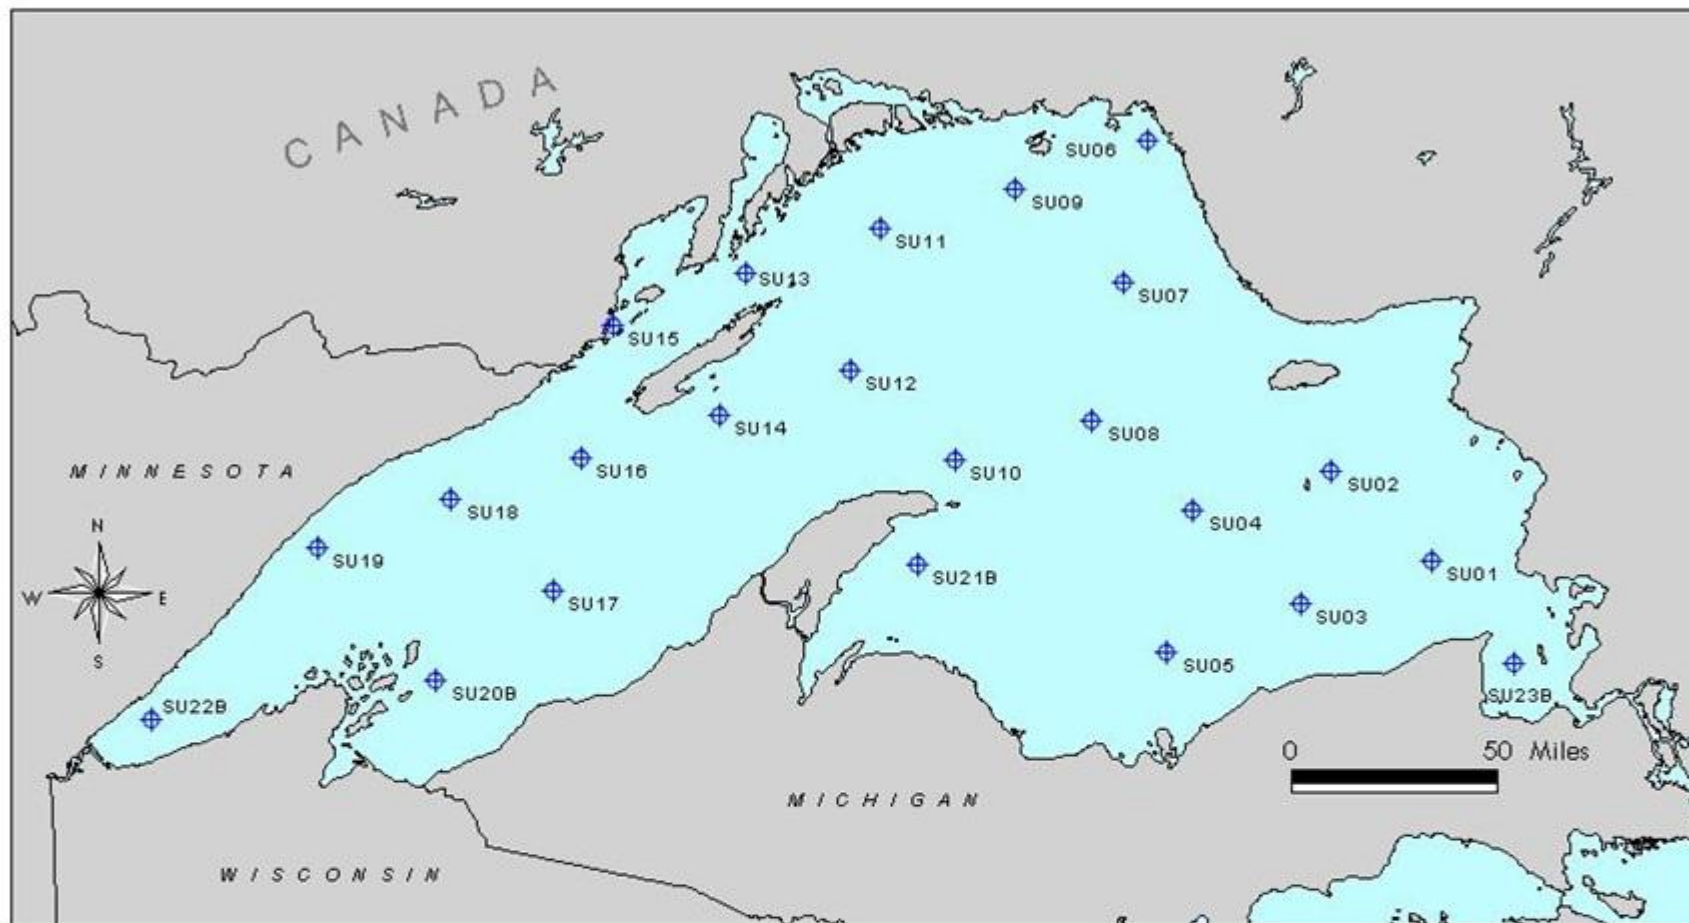 CANADA
SU06
SU09
SU11
SU13
SU07
SU15
SU12
SU14
SU08
MINNESOTA
SU16
SU10
SU02
SU18
SU04
N
SU19
SU21B
SU01
W
E
SU17
SU03
S
SU05
SU20B
SU23B
SU22B
0 50 Miles
MICHIGAN
WISCONSIN